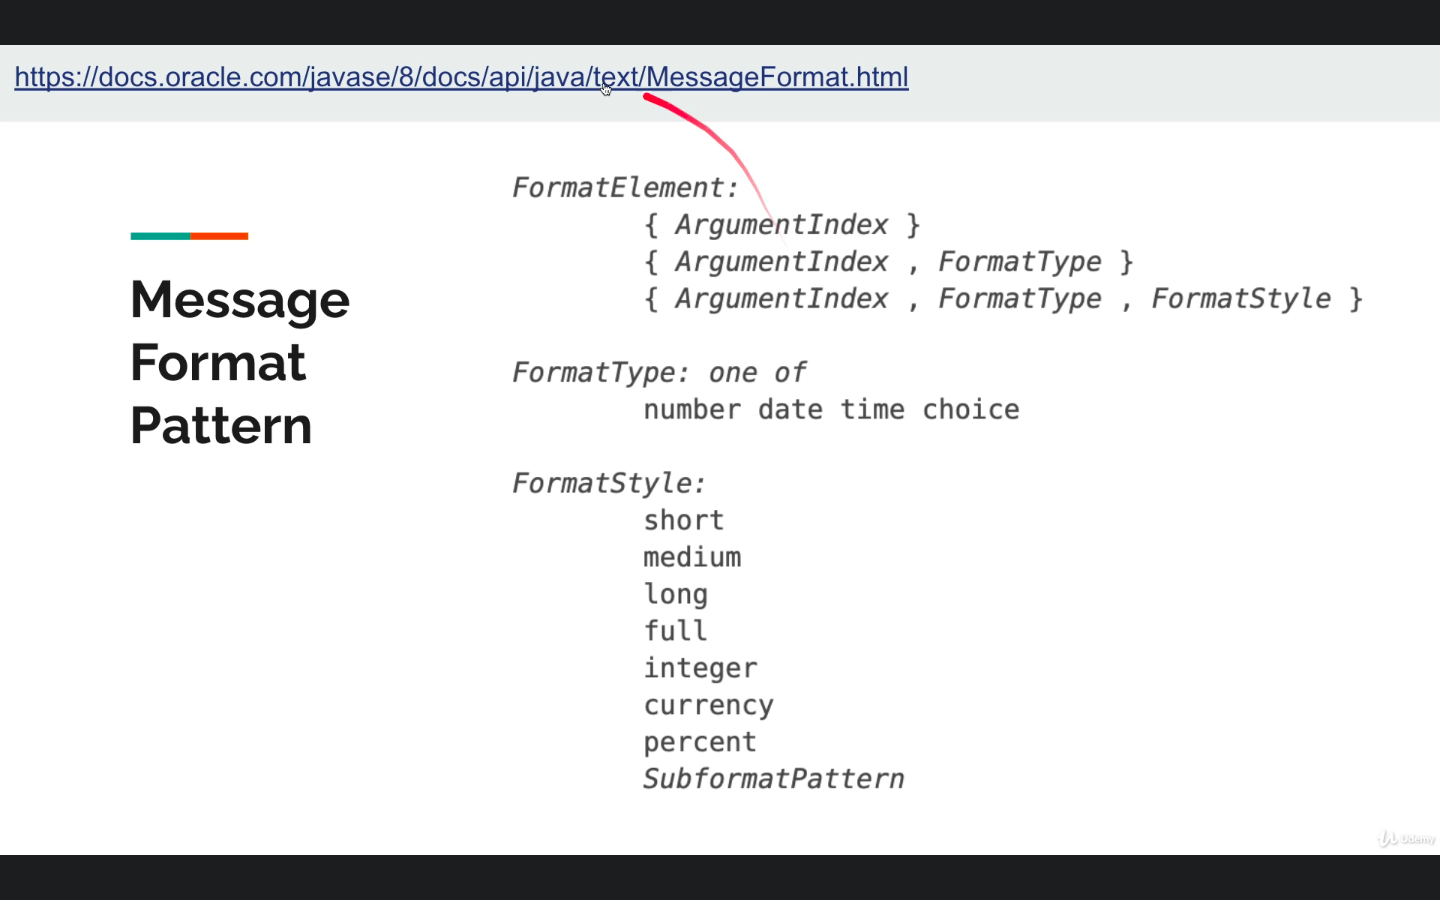 https://docs.oracle.com/javase/8/docs/api/java/text/MessageFormat.html
Message
Format
Pattern
FormatElement:
{ ArgumentIndex }
{ ArgumentIndex , FormatType }
{ ArgumentIndex , FormatType , FormatStyle }
FormatType: one of
number date time choice
FormatStyle:
short
medium
long
full
integer
currency
percent
SubformatPattern
Udemy